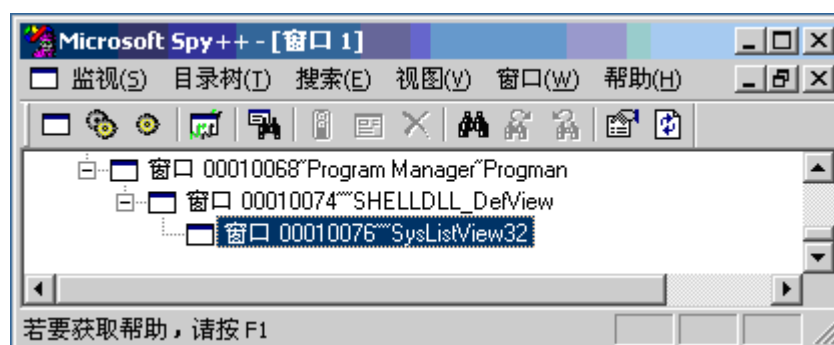 Microsoft Spy++ - [窗口 1]
监视(S) 目录树(T) 搜索(E) 视图(V) 窗口(W) 帮助(H)
窗口 00010068"Program Manager"Progman
窗口 00010074""SHELLDLL_DefView
窗口 00010076""SysListView32
若要获取帮助，请按 F1